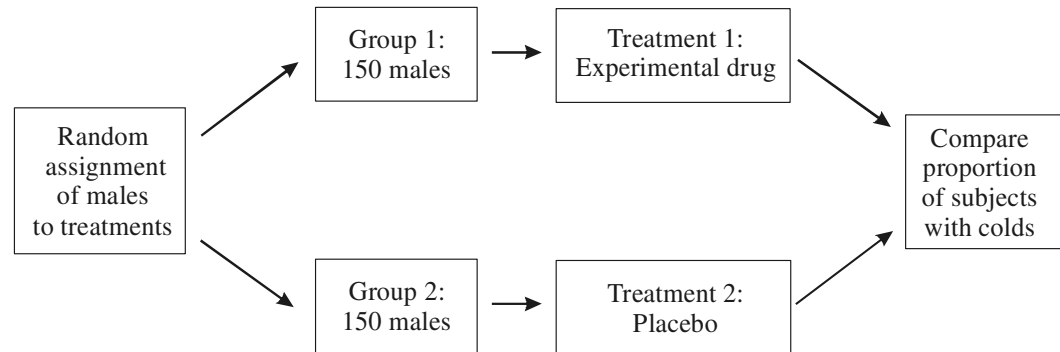 Random
assignment
of males
to treatments
Group 1:
150 males
Treatment 1:
Experimental drug
Group 2:
150 males
Treatment 2:
Placebo
Compare
proportion
of subjects
with colds